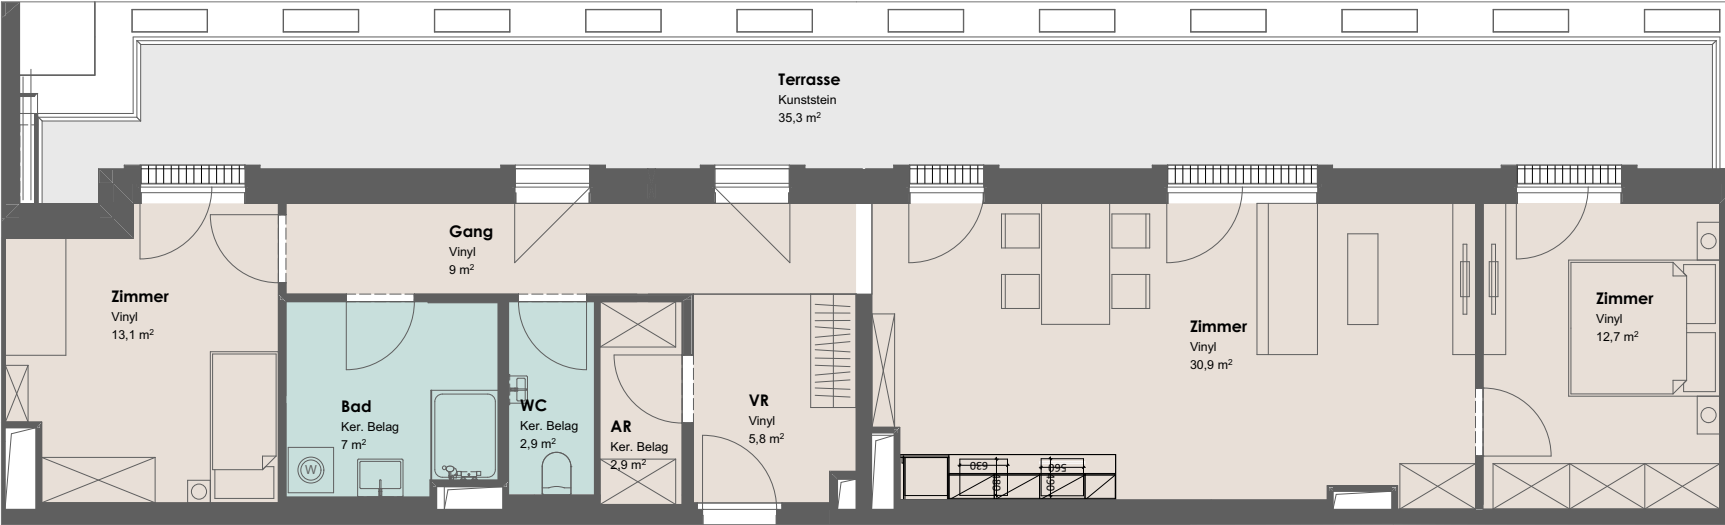 Terrasse
Kunststein
35,3 m²
Gang
Vinyl
9 m²
Zimmer
Vinyl
13,1 m²
Zimmer
Vinyl
30,9 m²
Zimmer
Vinyl
12,7 m²
Bad
Ker. Belag
7 m²
WC
Ker. Belag
2,9 m²
AR
Ker. Belag
2,9 m²
VR
Vinyl
5,8 m²
W
630
560